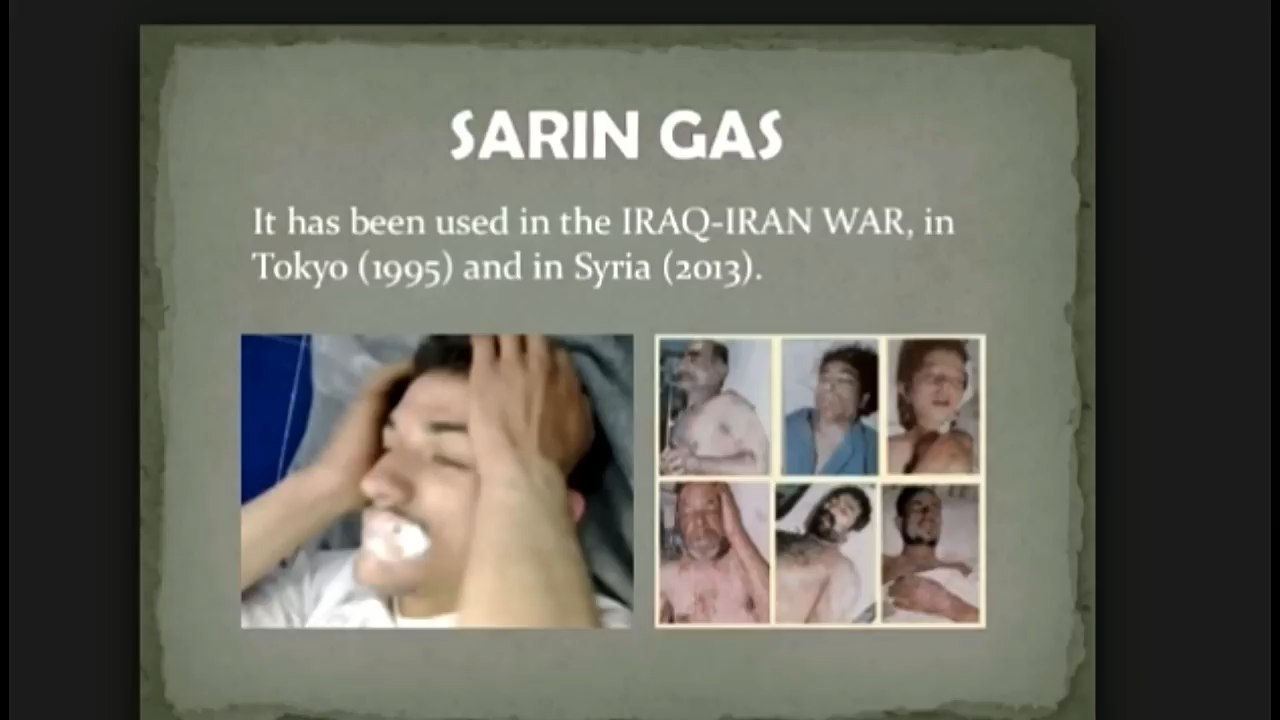 SARIN GAS
It has been used in the IRAQ-IRAN WAR, in
Tokyo (1995) and in Syria (2013).